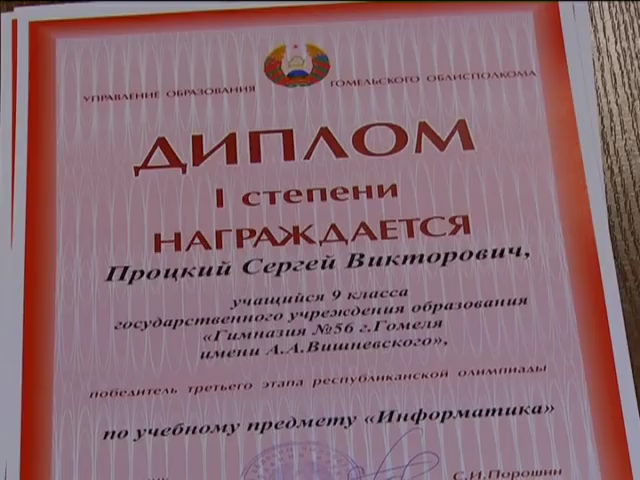 УПРАВЛЕНИЕ ОБРАЗОВАНИЯ ГОМЕЛЬСКОГО ОБЛИСПОЛКОМА
ДИПЛОМ
I степени
НАГРАЖДАЕТСЯ
Процкий Сергей Викторович,
учащийся 9 класса
государственного учреждения образования
«Гимназия №56 г.Гомеля
имени А.А.Вишневского»,
победитель третьего этапа республиканской олимпиады
по учебному предмету «Информатика»
С.И.Порошин